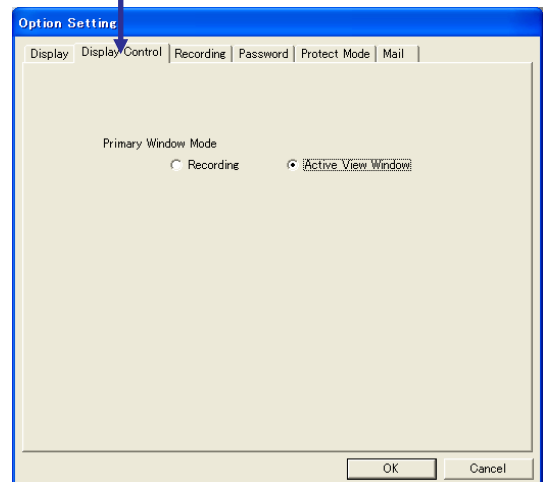 Option Setting
Display Display Control Recording Password Protect Mode Mail
Primary Window Mode
Recording Active View Window
OK Cancel